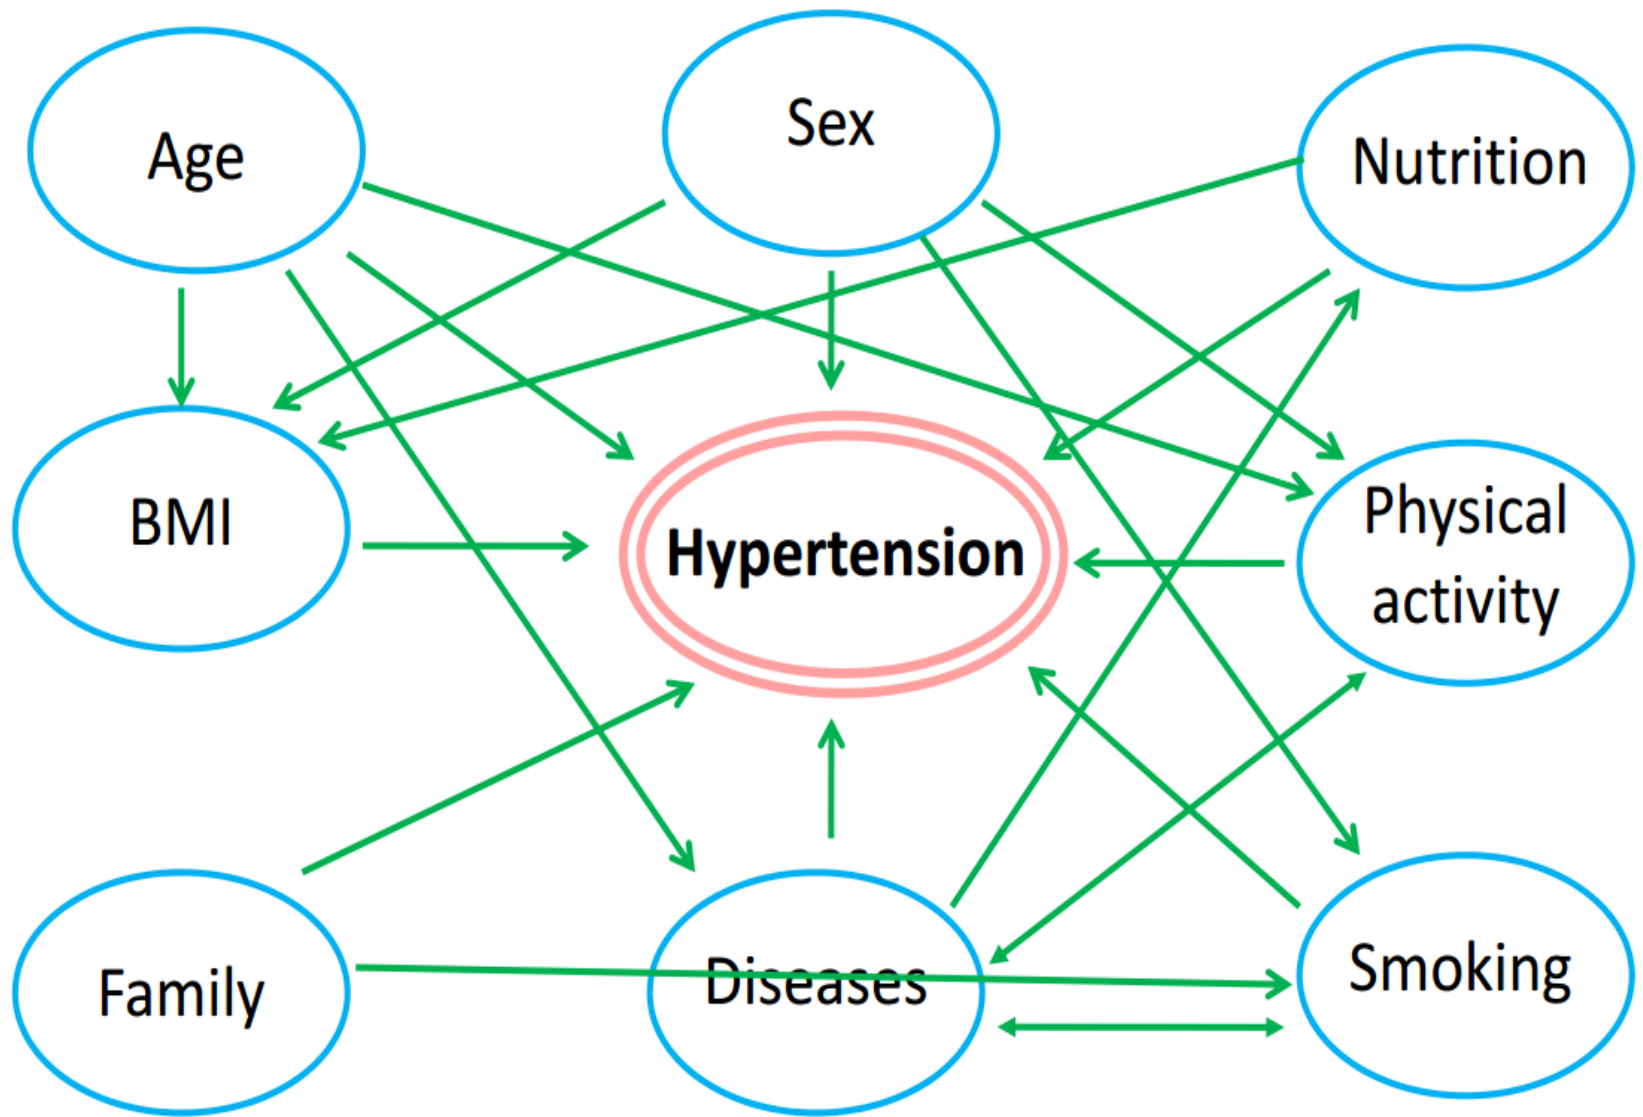 Age
Sex
Nutrition
BMI
Hypertension
Physical
activity
Family
Diseases
Smoking